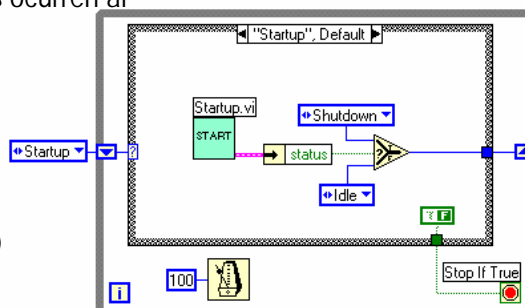 ocurren al
"Startup", Default
Startup.vi
START
Shutdown
Startup
?
status
?
T
F
Idle
? F
)
100
Stop If True
i